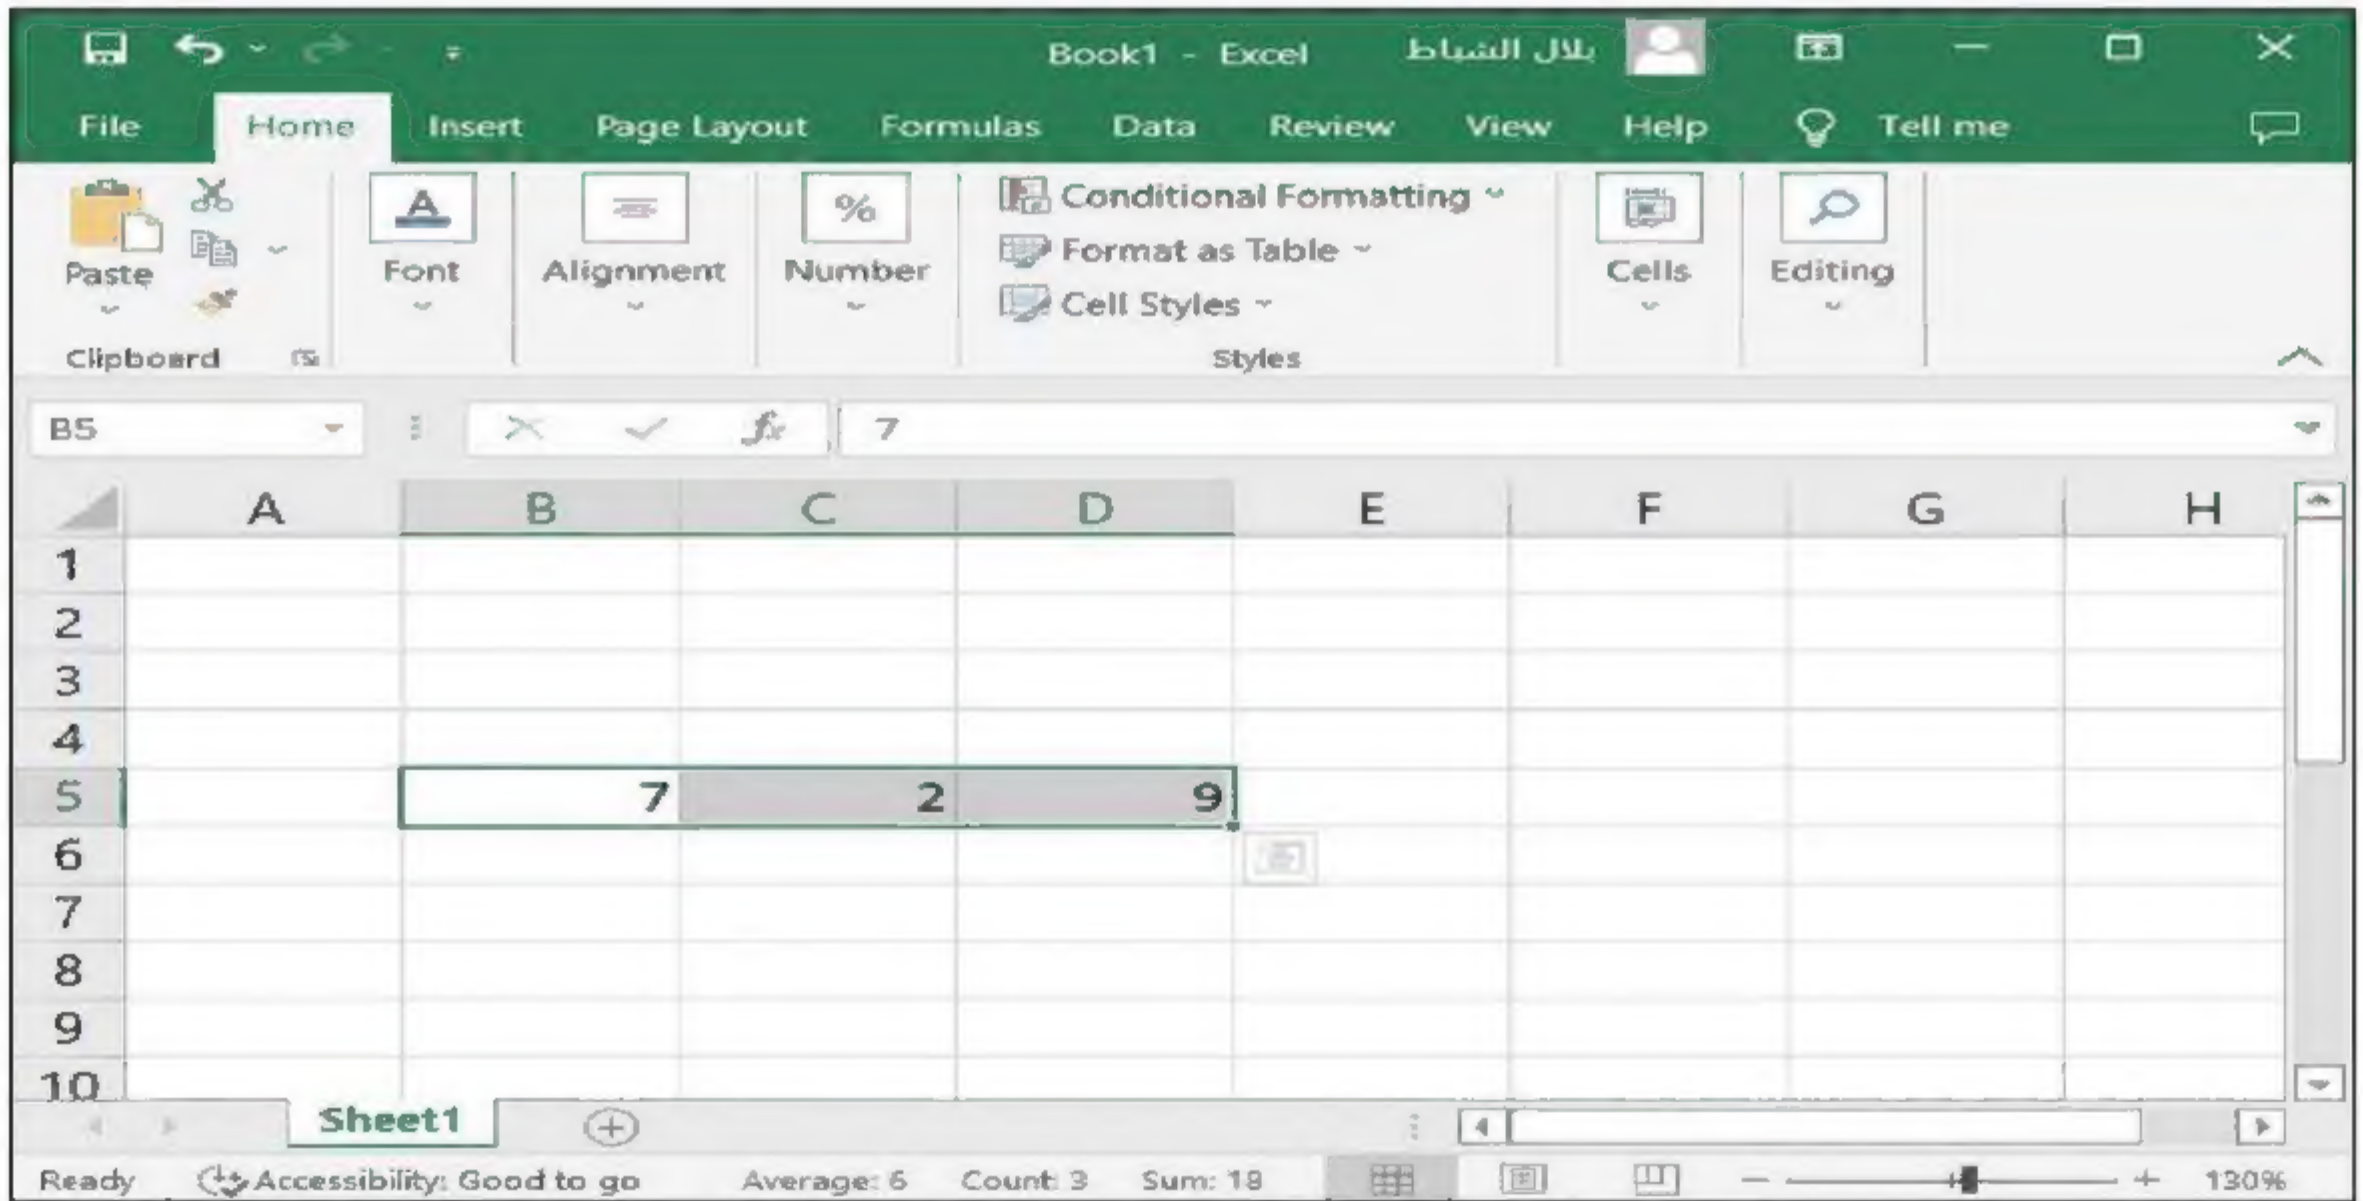 Book1 - Excel بلال الشباط
File Home Insert Page Layout Formulas Data Review View Help Tell me
A % Conditional Formatting
Format as Table
Paste Font Alignment Number Cells Editing
Cell Styles
Clipboard Styles
B5 fx 7
A B C D E F G H
1
2
3
4
5 7 2 9
6
7
8
9
10
Sheet1
Ready Accessibility: Good to go Average: 6 Count: 3 Sum: 18 130%